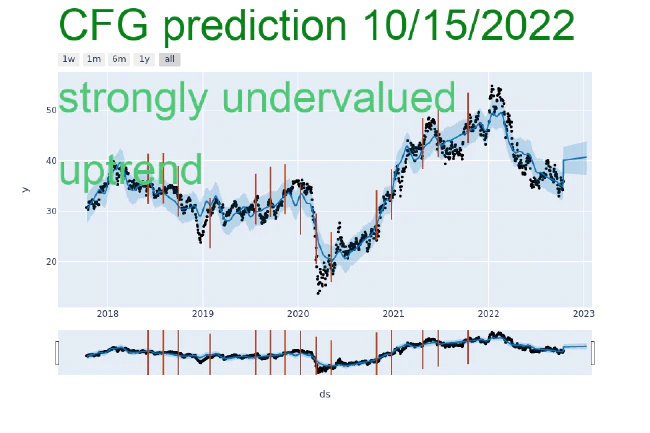 CFG prediction 10/15/2022
1w 1m 6m 1y all
strongly undervalued
50
uptrend
40
y
30
20
2018 2019 2020 2021 2022 2023
ds